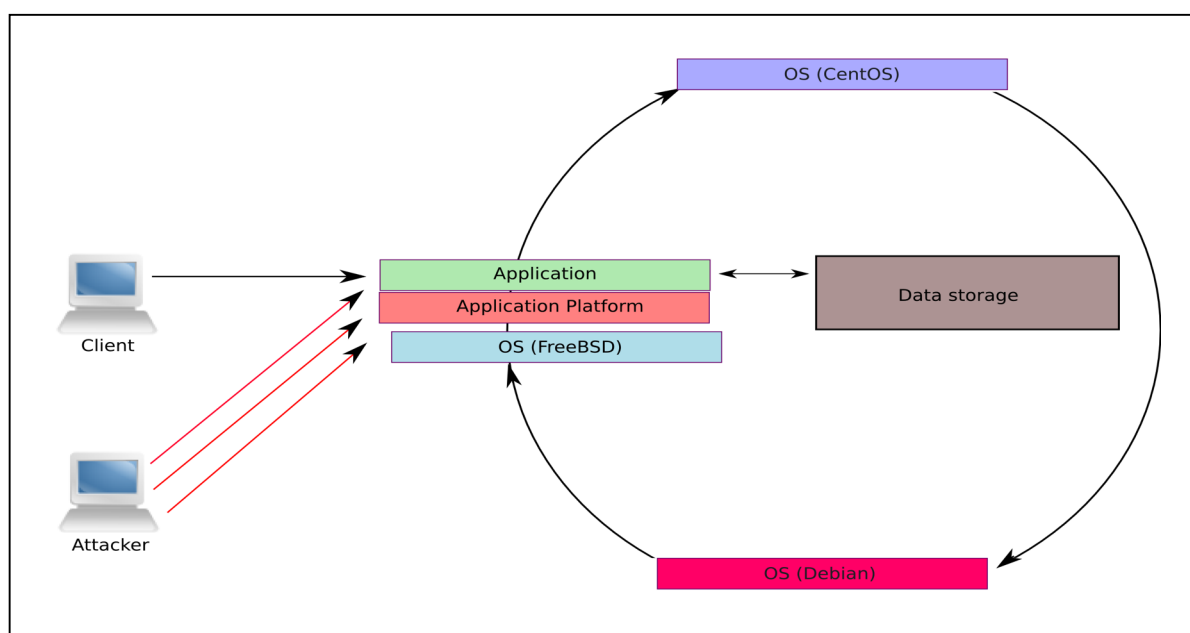 OS (CentOS)
Application
Application Platform
OS (FreeBSD)
Data storage
Client
Attacker
OS (Debian)